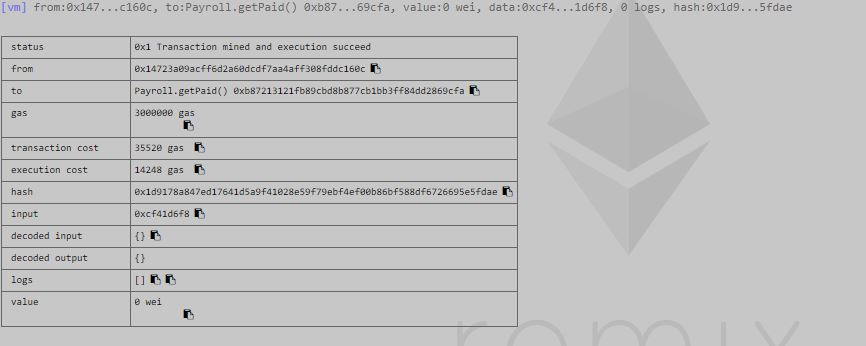 [vm] from:0x147...c160c, to:Payroll.getPaid() 0xb87...69cfa, value:0 wei, data:0xcf4...1d6f8, 0 logs, hash:0x1d9...5fdae
status 0x1 Transaction mined and execution succeed
from 0x14723a09acff6d2a60dcdf7aa4aff308fddc160c
to Payroll.getPaid() 0xb87213121fb89cbd8b877cb1bb3ff84dd2869cfa
gas 3000000 gas
transaction cost 35520 gas
execution cost 14248 gas
hash 0x1d9178a847ed17641d5a9f41028e59f79ebf4ef00b86bf588df6726695e5fdae
input 0xcf41d6f8
decoded input {}
decoded output {}
logs []
value 0 wei
remix